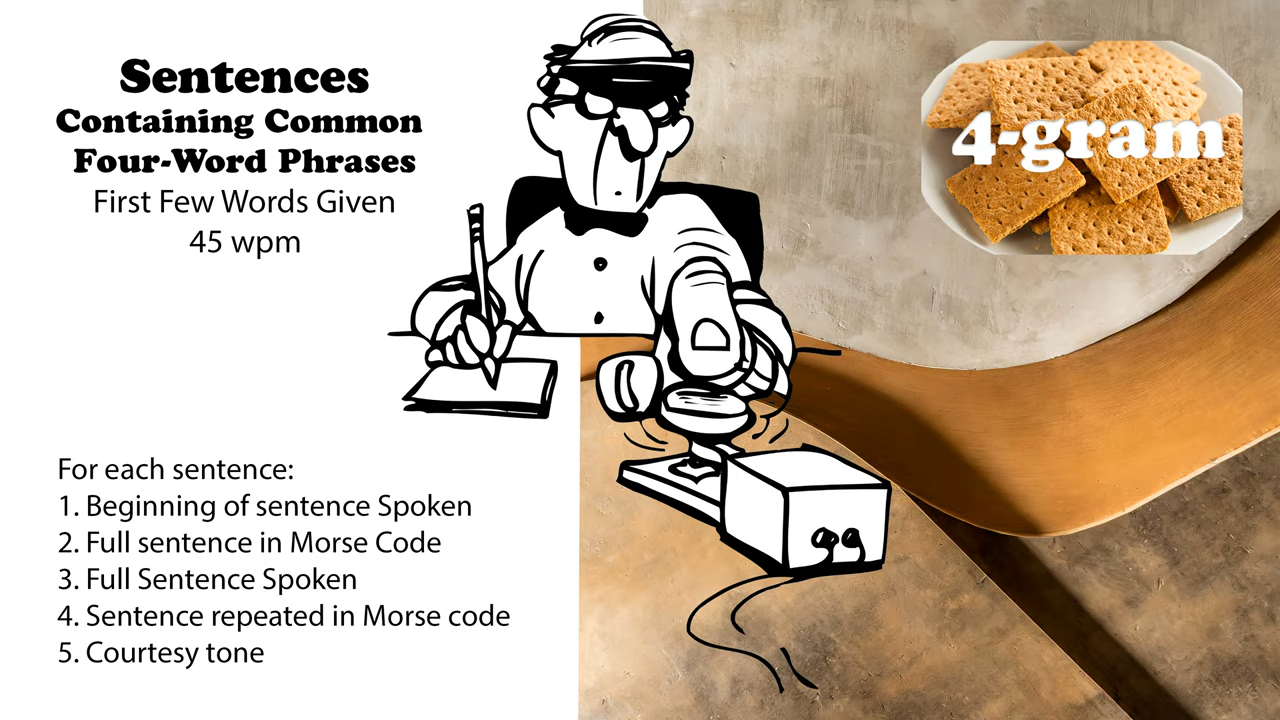 Sentences
Containing Common
Four-Word Phrases
First Few Words Given
45 wpm
4-gram
For each sentence:
1. Beginning of sentence Spoken
2. Full sentence in Morse Code
3. Full Sentence Spoken
4. Sentence repeated in Morse code
5. Courtesy tone